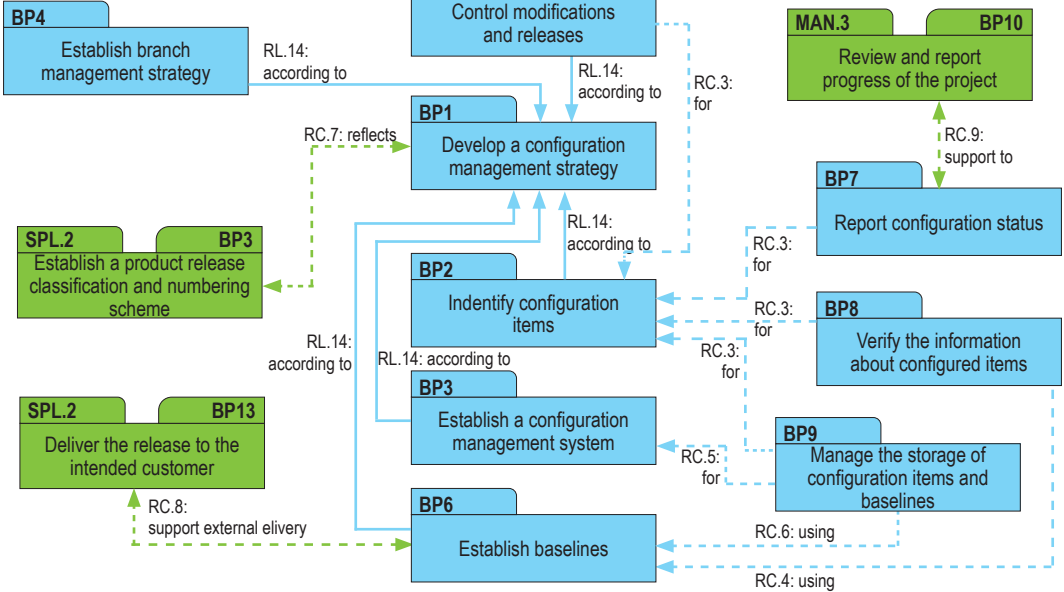 BP4
Establish branch
management strategy
RL.14:
according to
Control modifications
and releases
RL.14:
according to
RC.3:
for
MAN.3
BP10
Review and report
progress of the project
RC.9:
support to
BP1
Develop a configuration
management strategy
RC.7: reflects
BP7
Report configuration status
SPL.2
BP3
Establish a product release
classification and numbering
scheme
RL.14:
according to
BP2
Indentify configuration
items
RC.3:
for
RC.3:
for
BP8
Verify the information
about configured items
RL.14:
according to
RL.14: according to
RC.3:
for
BP3
Establish a configuration
management system
SPL.2
BP13
Deliver the release to the
intended customer
RC.5:
for
BP9
Manage the storage of
configuration items and
baselines
RC.8:
support external elivery
BP6
Establish baselines
RC.6: using
RC.4: using